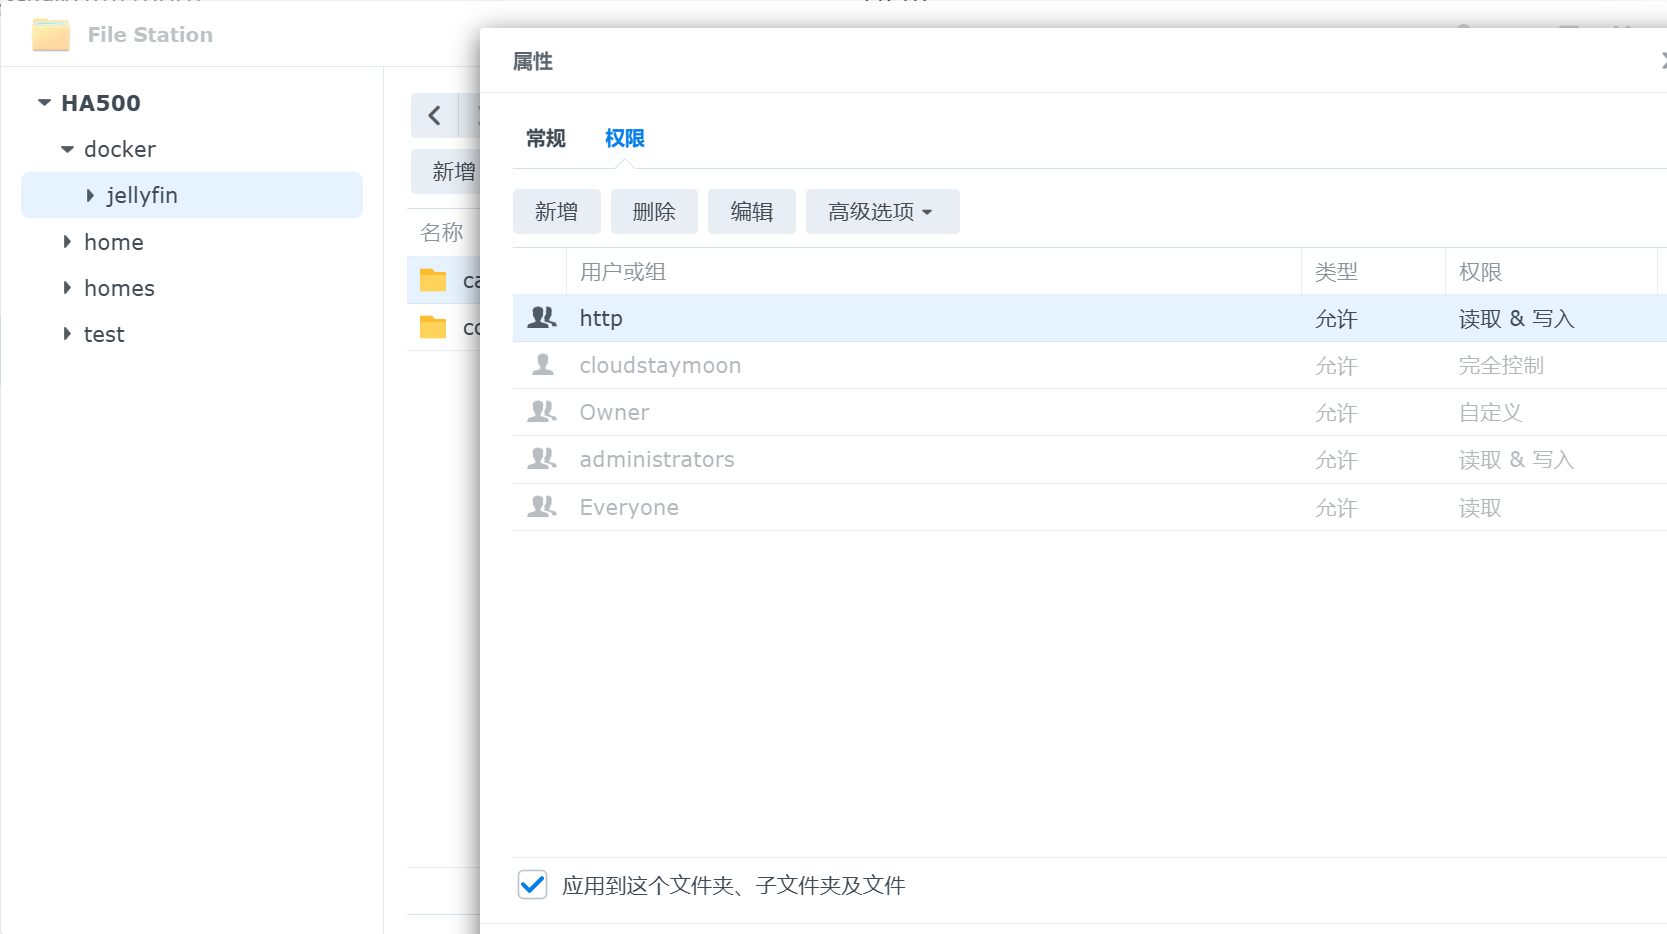 File Station
属性
HA500
docker
jellyfin
home
homes
test
新增
名称
常规 权限
新增 删除 编辑 高级选项
用户或组 类型 权限
http 允许 读取 & 写入
cloudstaymoon 允许 完全控制
Owner 允许 自定义
administrators 允许 读取 & 写入
Everyone 允许 读取
应用到这个文件夹、子文件夹及文件